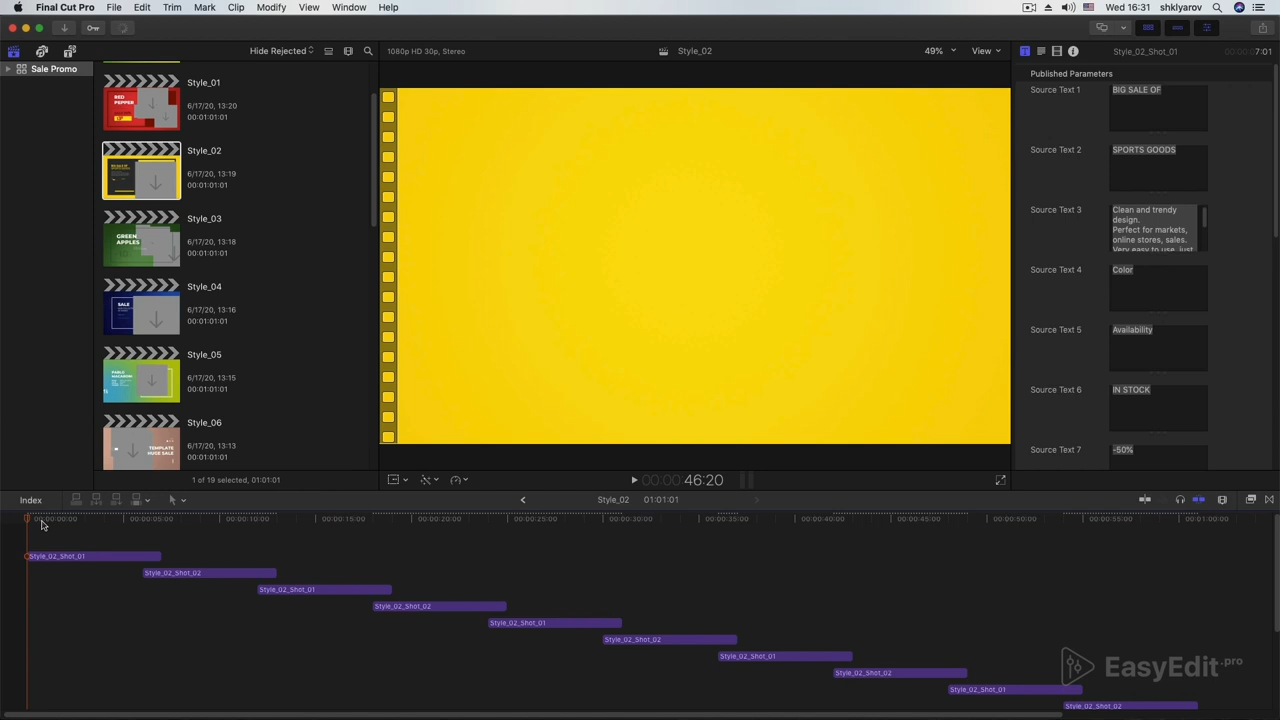 Final Cut Pro File Edit Trim Mark Clip Modify View Window Help
Wed 16:31 shklyarov
Sale Promo
Hide Rejected
1080p HD 30p, Stereo
Style_02
49%
View
Style_02_Shot_01
7:01
Style_01
6/17/20, 13:20
00:01:01:01
RED
PEPPER
Style_02
6/17/20, 13:19
00:01:01:01
Style_03
6/17/20, 13:18
00:01:01:01
GREEN
APPLES
Style_04
6/17/20, 13:16
00:01:01:01
SALE
Style_05
6/17/20, 13:15
00:01:01:01
PABLO
MACARONI
Style_06
6/17/20, 13:13
00:01:01:01
TEMPLATE
HUGE SALE
1 of 19 selected, 01:01:01
Published Parameters
Source Text 1
BIG SALE OF
Source Text 2
SPORTS GOODS
Source Text 3
Clean and trendy
design.
Perfect for markets,
online stores, sales.
Very easy to use, just
Source Text 4
Color
Source Text 5
Availability
Source Text 6
IN STOCK
Source Text 7
-50%
00:00:46:20
Index
Style_02
01:01:01
00:00:00:00
00:00:05:00
00:00:10:00
00:00:15:00
00:00:20:00
00:00:25:00
00:00:30:00
00:00:35:00
00:00:40:00
00:00:45:00
00:00:50:00
00:00:55:00
00:01:00:00
Style_02_Shot_01
Style_02_Shot_02
Style_02_Shot_01
Style_02_Shot_02
Style_02_Shot_01
Style_02_Shot_02
Style_02_Shot_01
Style_02_Shot_02
Style_02_Shot_01
Style_02_Shot_02
EasyEdit.pro